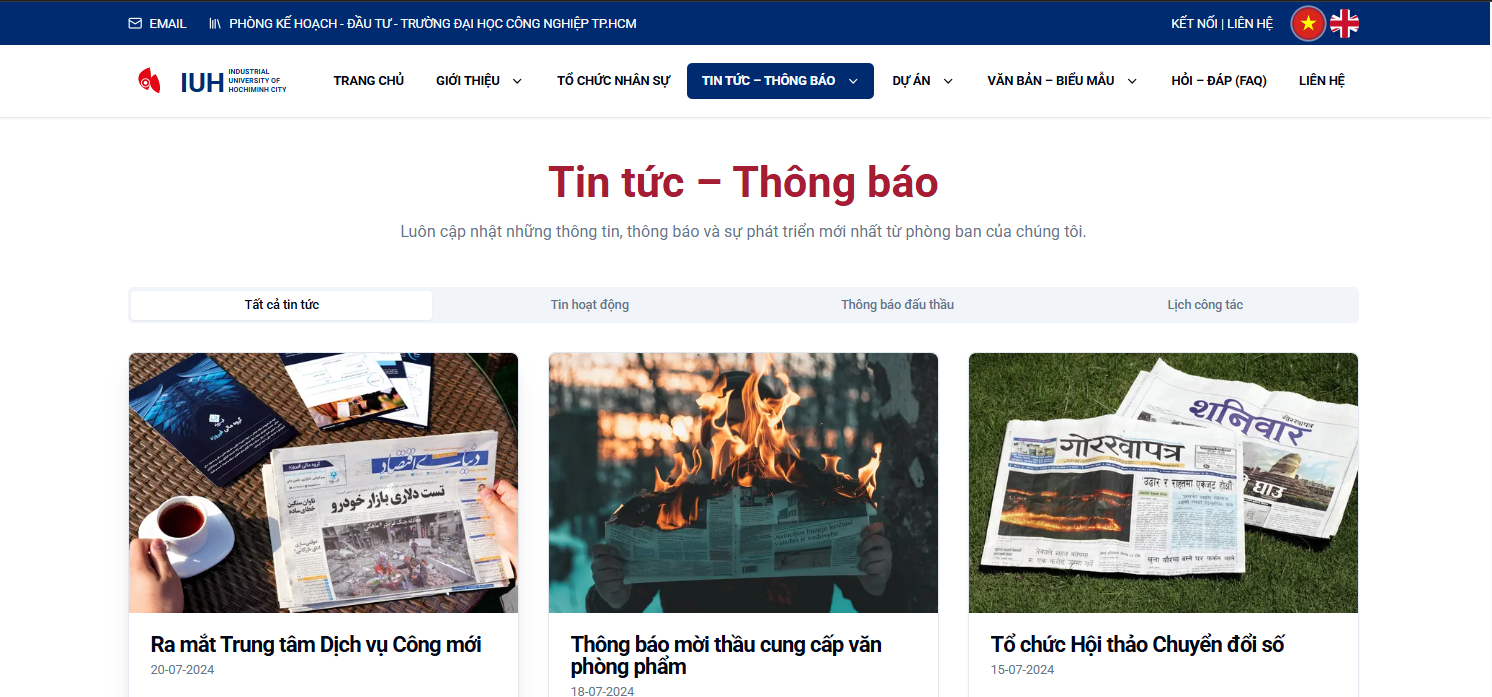 EMAIL
PHÒNG KẾ HOẠCH - ĐẦU TƯ - TRƯỜNG ĐẠI HỌC CÔNG NGHIỆP TP.HCM
KẾT NỐI | LIÊN HỆ
IUH
INDUSTRIAL
UNIVERSITY OF
HOCHIMINH CITY
TRANG CHỦ
GIỚI THIỆU
TỔ CHỨC NHÂN SỰ
TIN TỨC – THÔNG BÁO
DỰ ÁN
VĂN BẢN – BIỂU MẪU
HỎI – ĐÁP (FAQ)
LIÊN HỆ
Tin tức – Thông báo
Luôn cập nhật những thông tin, thông báo và sự phát triển mới nhất từ phòng ban của chúng tôi.
Tất cả tin tức
Tin hoạt động
Thông báo đấu thầu
Lịch công tác
دنیای اقتصاد
تست دلاری بازار خودرو
गोरखापत्र
शनिवार
उद्धार र राहतमा एकजुट होऔं
Ra mắt Trung tâm Dịch vụ Công mới
20-07-2024
Thông báo mời thầu cung cấp văn
phòng phẩm
18-07-2024
Tổ chức Hội thảo Chuyển đổi số
15-07-2024